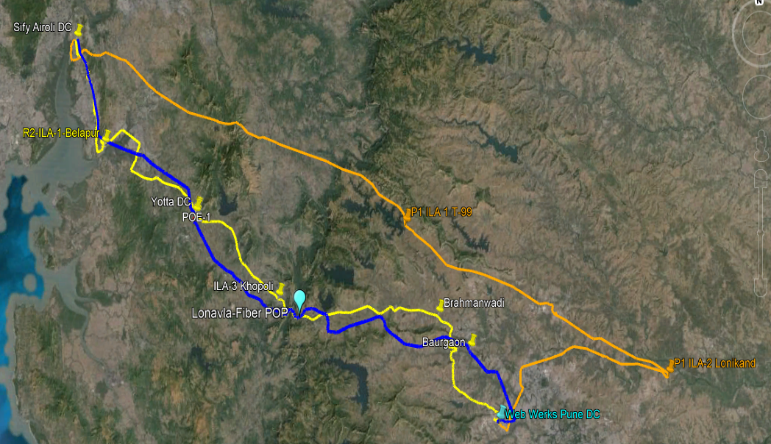 Sify Airoli DC
R2-ILA-1-Belapur
Yotta DC
POE-1
P1 ILA 1 T-99
ILA-3 Khopoli
Lonavla-Fiber POP
Brahmanwadi
Baurgaon
P1 ILA-2 Lonikand
Web Werks Pune DC